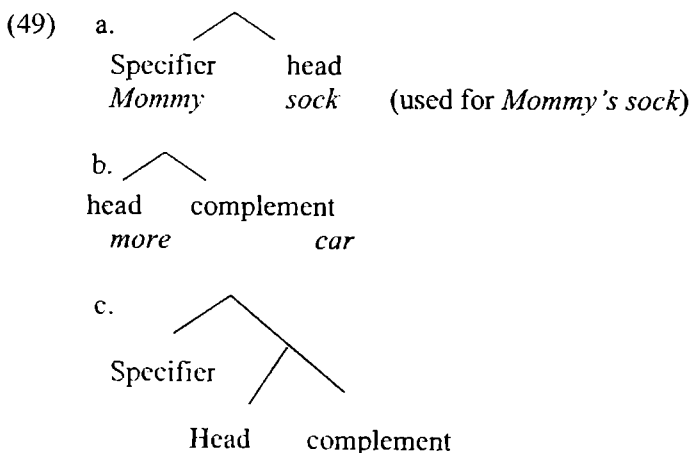 (49) a.
Specifier head
Mommy sock (used for Mommy's sock)
b.
head complement
more car
c.
Specifier
Head complement